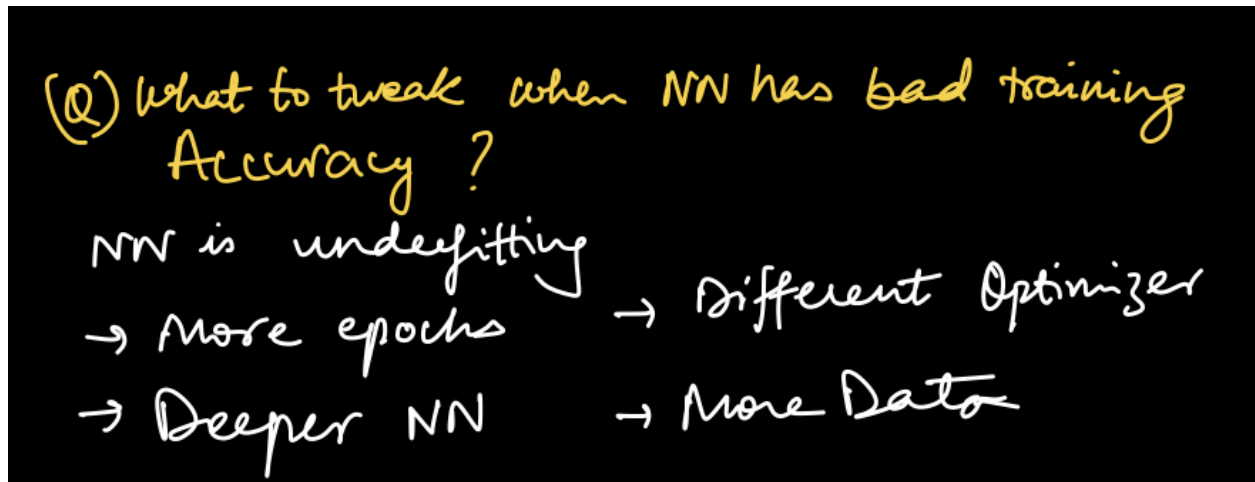 (Q) What to tweak when NN has bad training
Accuracy ?
NN is underfitting
→ More epochs
→ Deeper NN
→ Different Optimizer
→ More Data